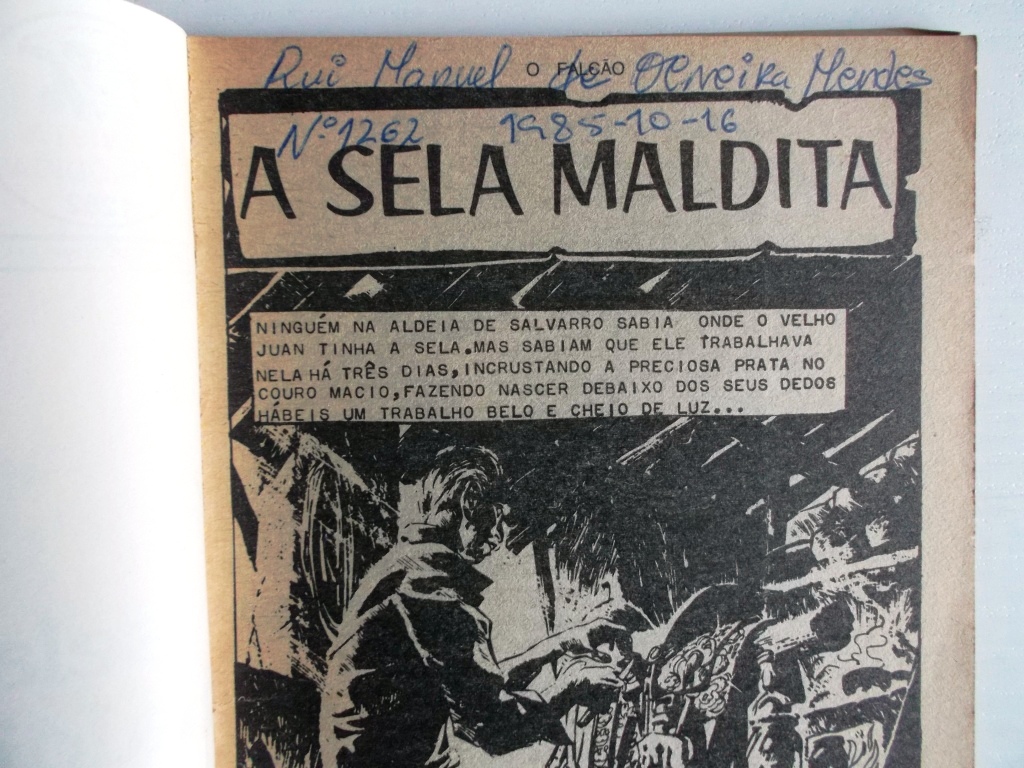 O FALCÃO
Rui Manuel de Oliveira Mendes
Nº 1262 1985-10-16
A SELA MALDITA
NINGUÉM NA ALDEIA DE SALVARRO SABIA ONDE O VELHO
JUAN TINHA A SELA.MAS SABIAM QUE ELE TRABALHAVA
NELA HÁ TRÊS DIAS,INCRUSTANDO A PRECIOSA PRATA NO
COURO MACIO,FAZENDO NASCER DEBAIXO DOS SEUS DEDOS
HÁBEIS UM TRABALHO BELO E CHEIO DE LUZ...